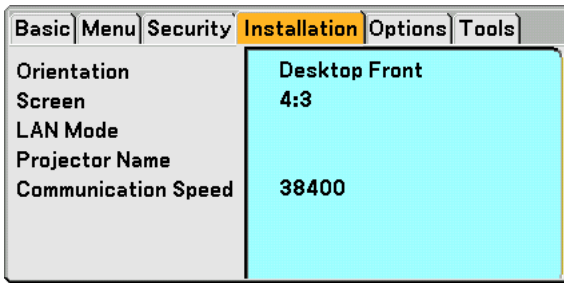 Basic Menu Security Installation Options Tools
Orientation Desktop Front
Screen 4:3
LAN Mode
Projector Name
Communication Speed 38400